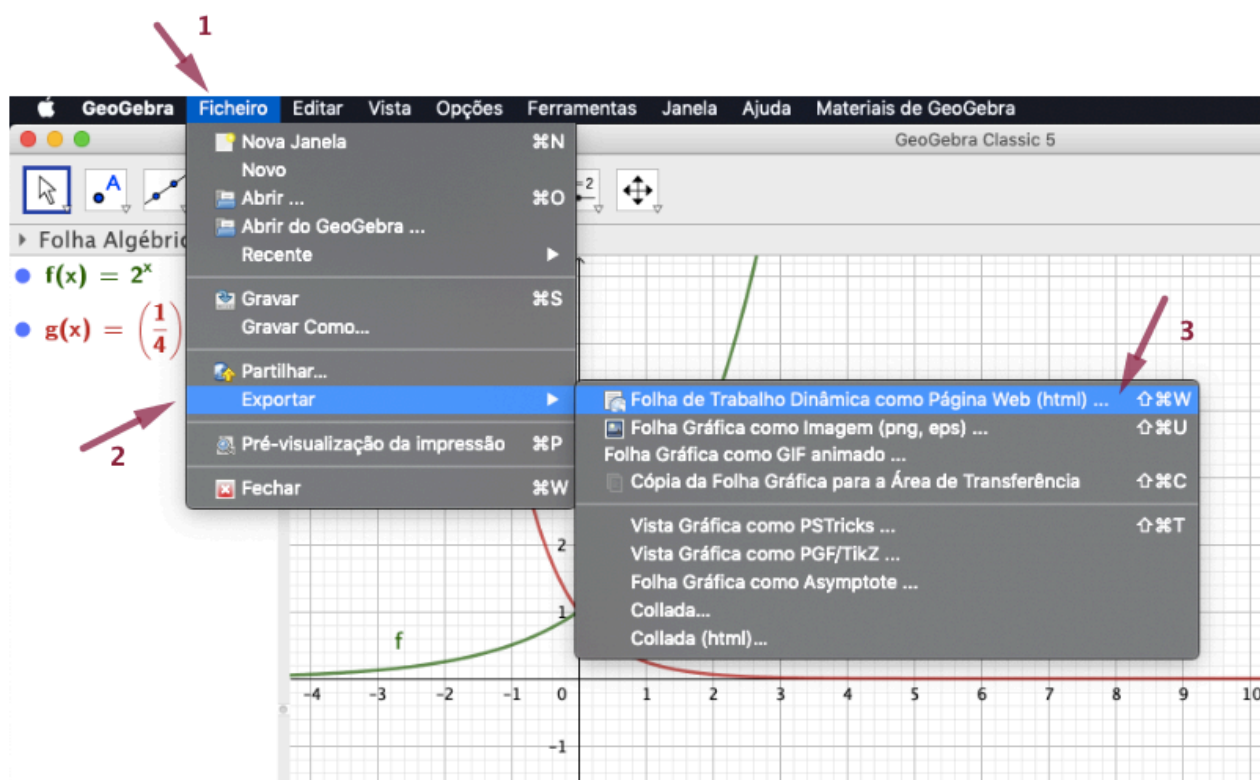 1
GeoGebra Ficheiro Editar Vista Opções Ferramentas Janela Ajuda Materiais de GeoGebra
GeoGebra Classic 5
A =2
Nova Janela ⌘N
Novo
Abrir ... ⌘O
Abrir do GeoGebra ...
Recente ▶
Gravar ⌘S
Gravar Como...
Partilhar...
Exportar ▶
Pré-visualização da impressão ⌘P
Fechar ⌘W
Folha Algébric
f(x) = 2^x
g(x) = (1/4)
2
3
Folha de Trabalho Dinâmica como Página Web (html) ... ⇧⌘W
Folha Gráfica como Imagem (png, eps) ... ⇧⌘U
Folha Gráfica como GIF animado ...
Cópia da Folha Gráfica para a Área de Transferência ⇧⌘C
Vista Gráfica como PSTricks ... ⇧⌘T
Vista Gráfica como PGF/TikZ ...
Folha Gráfica como Asymptote ...
Collada...
Collada (html)...
2
1
f
-4 -3 -2 -1 0 1 2 3 4 5 6 7 8 9 10
-1